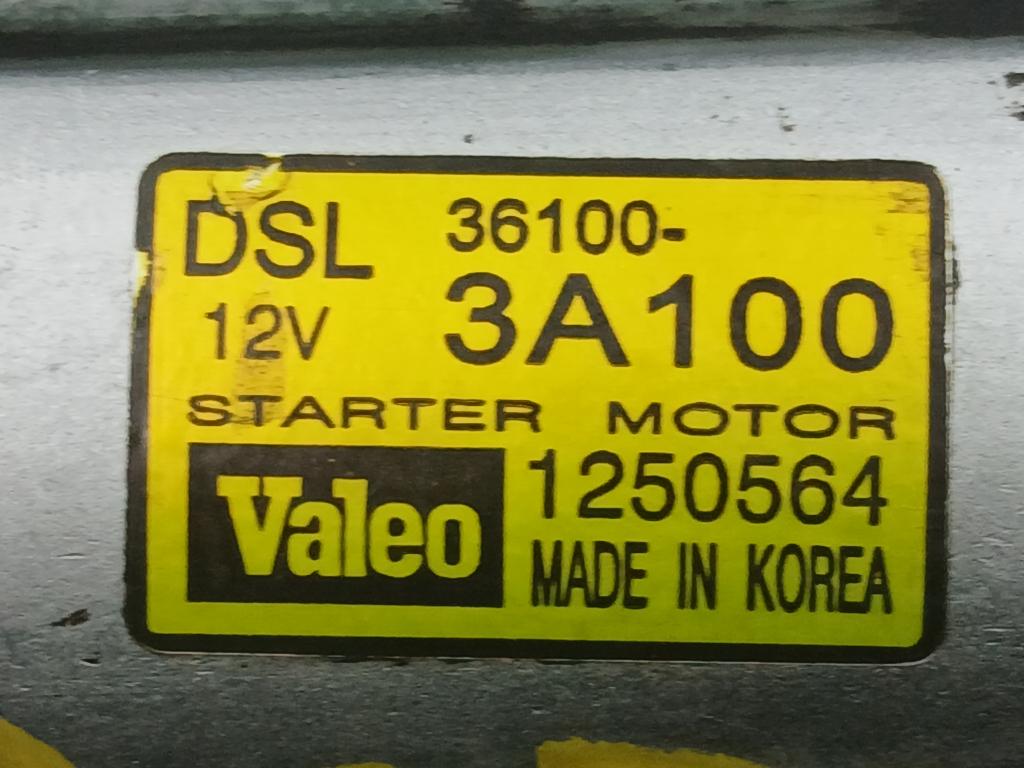 DSL 36100-
12V 3A100
STARTER MOTOR
Valeo 1250564
MADE IN KOREA